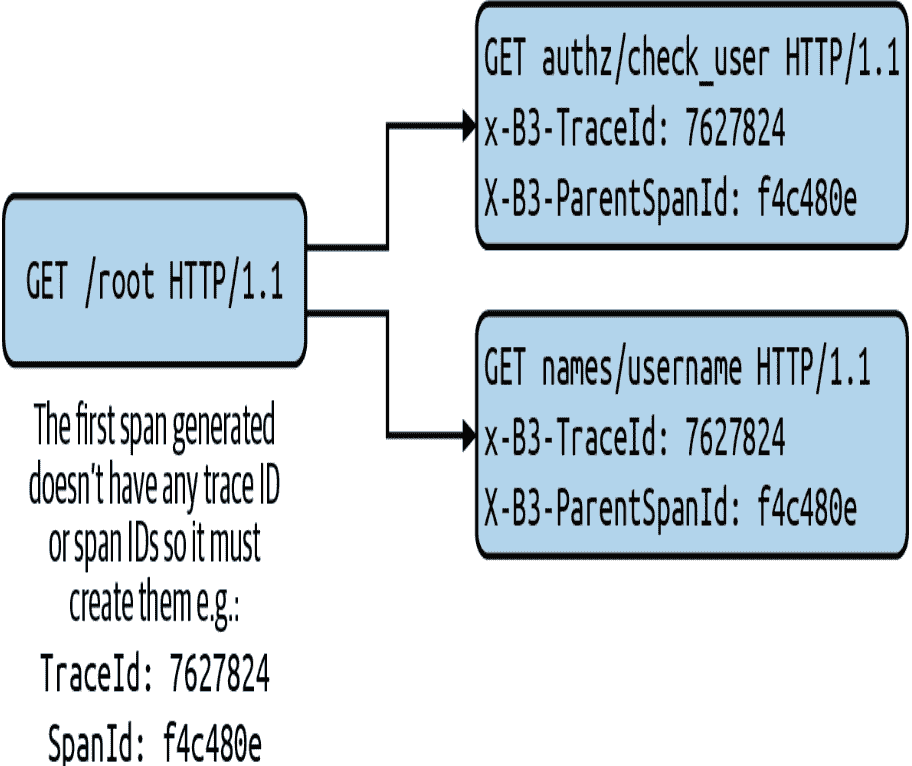 GET /root HTTP/1.1
The first span generated
doesn't have any trace ID
or span IDs so it must
create them e.g.:
TraceId: 7627824
SpanId: f4c480e
GET authz/check_user HTTP/1.1
x-B3-TraceId: 7627824
X-B3-ParentSpanId: f4c480e
GET names/username HTTP/1.1
x-B3-TraceId: 7627824
X-B3-ParentSpanId: f4c480e